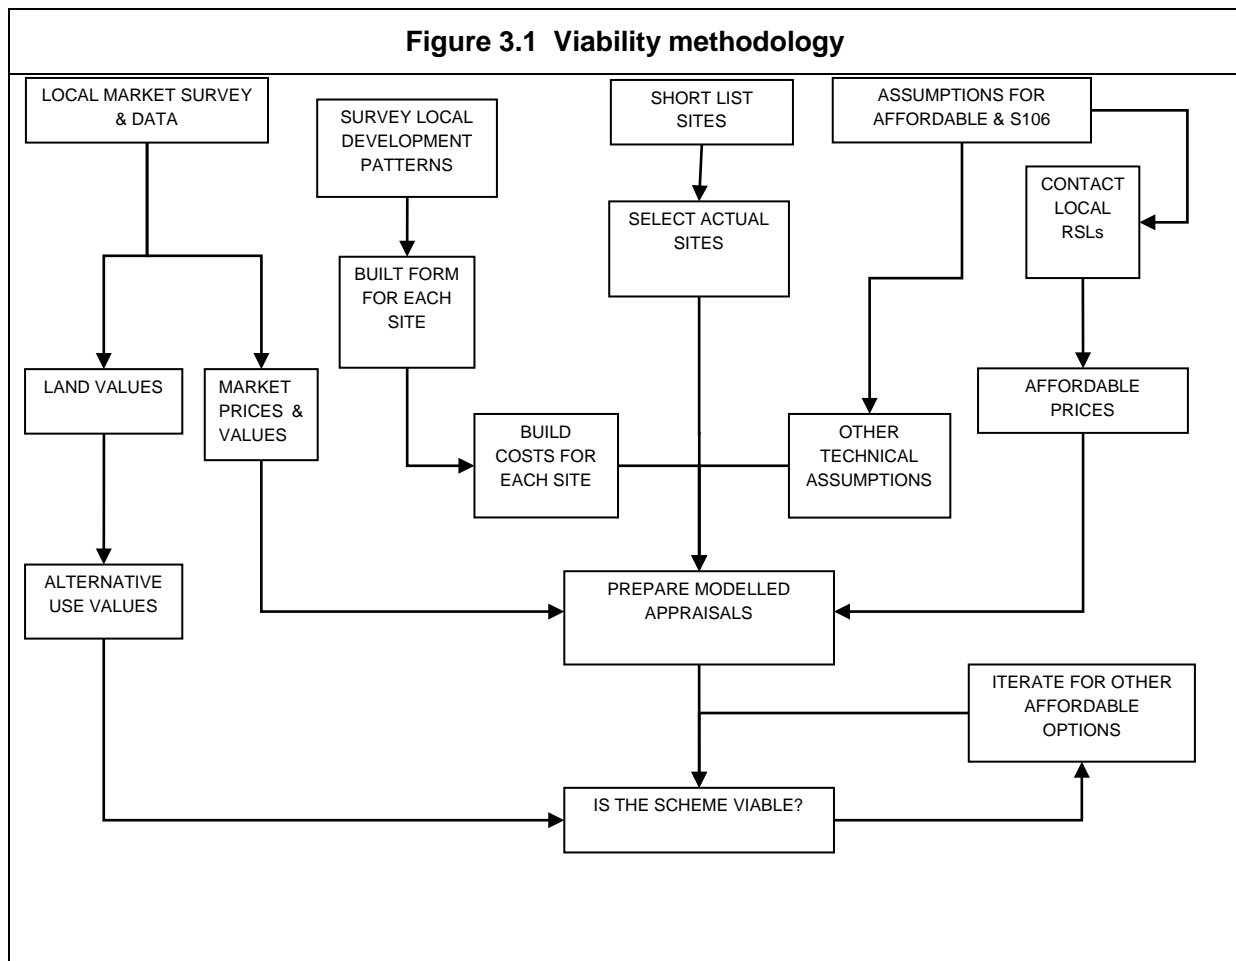 Figure 3.1 Viability methodology
LOCAL MARKET SURVEY
& DATA
SURVEY LOCAL
DEVELOPMENT
PATTERNS
SHORT LIST
SITES
ASSUMPTIONS FOR
AFFORDABLE & S106
CONTACT
LOCAL
RSLs
SELECT ACTUAL
SITES
BUILT FORM
FOR EACH
SITE
LAND VALUES
MARKET
PRICES &
VALUES
BUILD
COSTS FOR
EACH SITE
OTHER
TECHNICAL
ASSUMPTIONS
AFFORDABLE
PRICES
ALTERNATIVE
USE VALUES
PREPARE MODELLED
APPRAISALS
ITERATE FOR OTHER
AFFORDABLE
OPTIONS
IS THE SCHEME VIABLE?